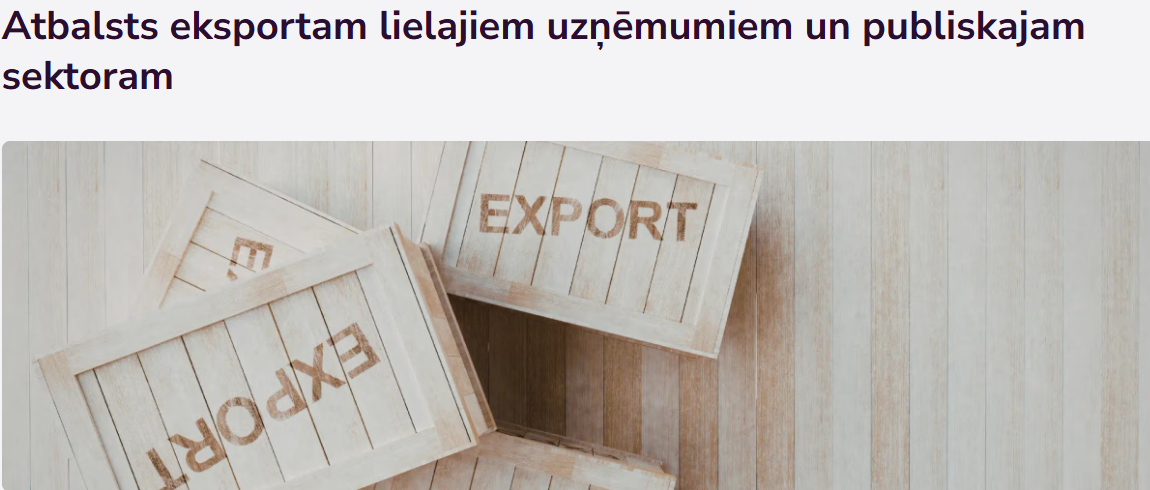 Atbalsts eksportam lielajiem uzņēmumiem un publiskajam
sektoram
EXPORT
E
EXPORT